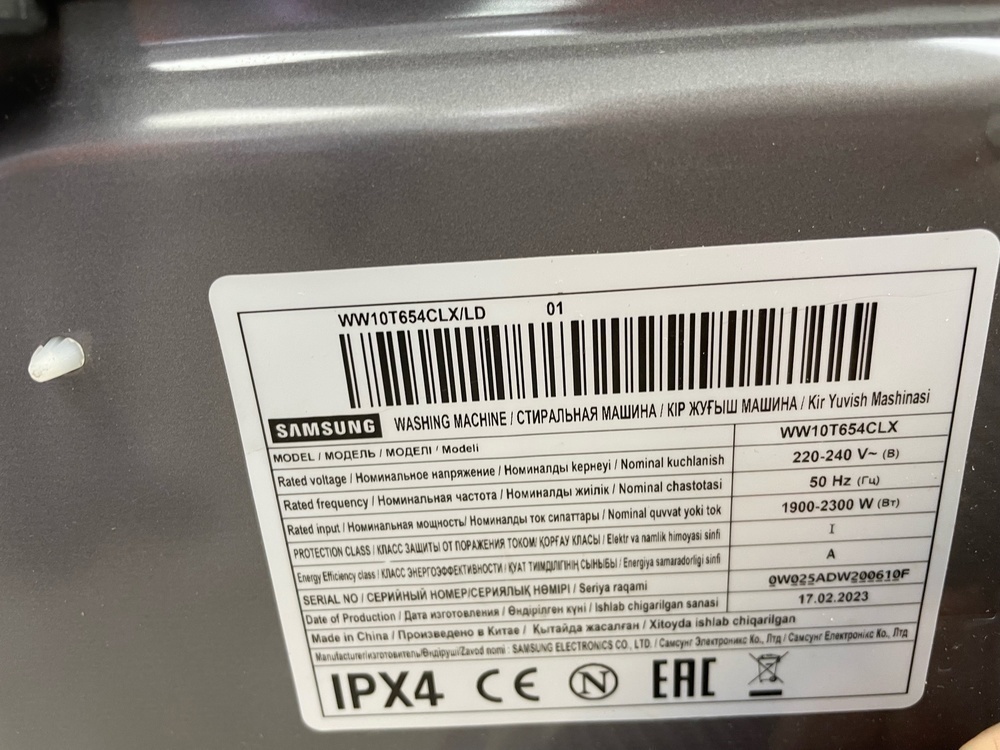 WW10T654CLX/LD 01
SAMSUNG WASHING MACHINE / СТИРАЛЬНАЯ МАШИНА / КІР ЖУҒЫШ МАШИНА / Kir Yuvish Mashinasi
MODEL / МОДЕЛЬ / МОДЕЛІ / Modeli WW10T654CLX
Rated voltage / Номинальное напряжение / Номиналды кернеуі / Nominal kuchlanish 220-240 V~ (В)
Rated frequency / Номинальная частота / Номиналды жиілік / Nominal chastotasi 50 Hz (Гц)
Rated input / Номинальная мощность/ Номиналды ток сипаттары / Nominal quvvat yoki tok 1900-2300 W (Вт)
PROTECTION CLASS / КЛАСС ЗАЩИТЫ ОТ ПОРАЖЕНИЯ ТОКОМ/ ҚОРҒАУ КЛАСЫ / Elektr va namlik himoyasi sinfi I
Energy Efficiency class / КЛАСС ЭНЕРГОЭФФЕКТИВНОСТИ / ҚУАТ ТИІМДІЛІГІНІҢ СЫНЫБЫ / Energiya samaradorligi sinfi A
SERIAL NO / СЕРИЙНЫЙ НОМЕР/СЕРИЯЛЫҚ НӨМІРІ / Seriya raqami 0W025ADW200610F
Date of Production / Дата изготовления / Өндірілген күні / Ishlab chigarilgan sanasi 17.02.2023
Made in China / Произведено в Китае / Қытайда жасалған / Xitoyda ishlab chiqarilgan
Manufacturer/изготовитель/Өндіруші/Zavod nomi : SAMSUNG ELECTRONICS CO., LTD. / Самсунг Электроникс Ко., Лтд / Самсунг Електронікс Ко., Лтд
IPX4 CE N EAC